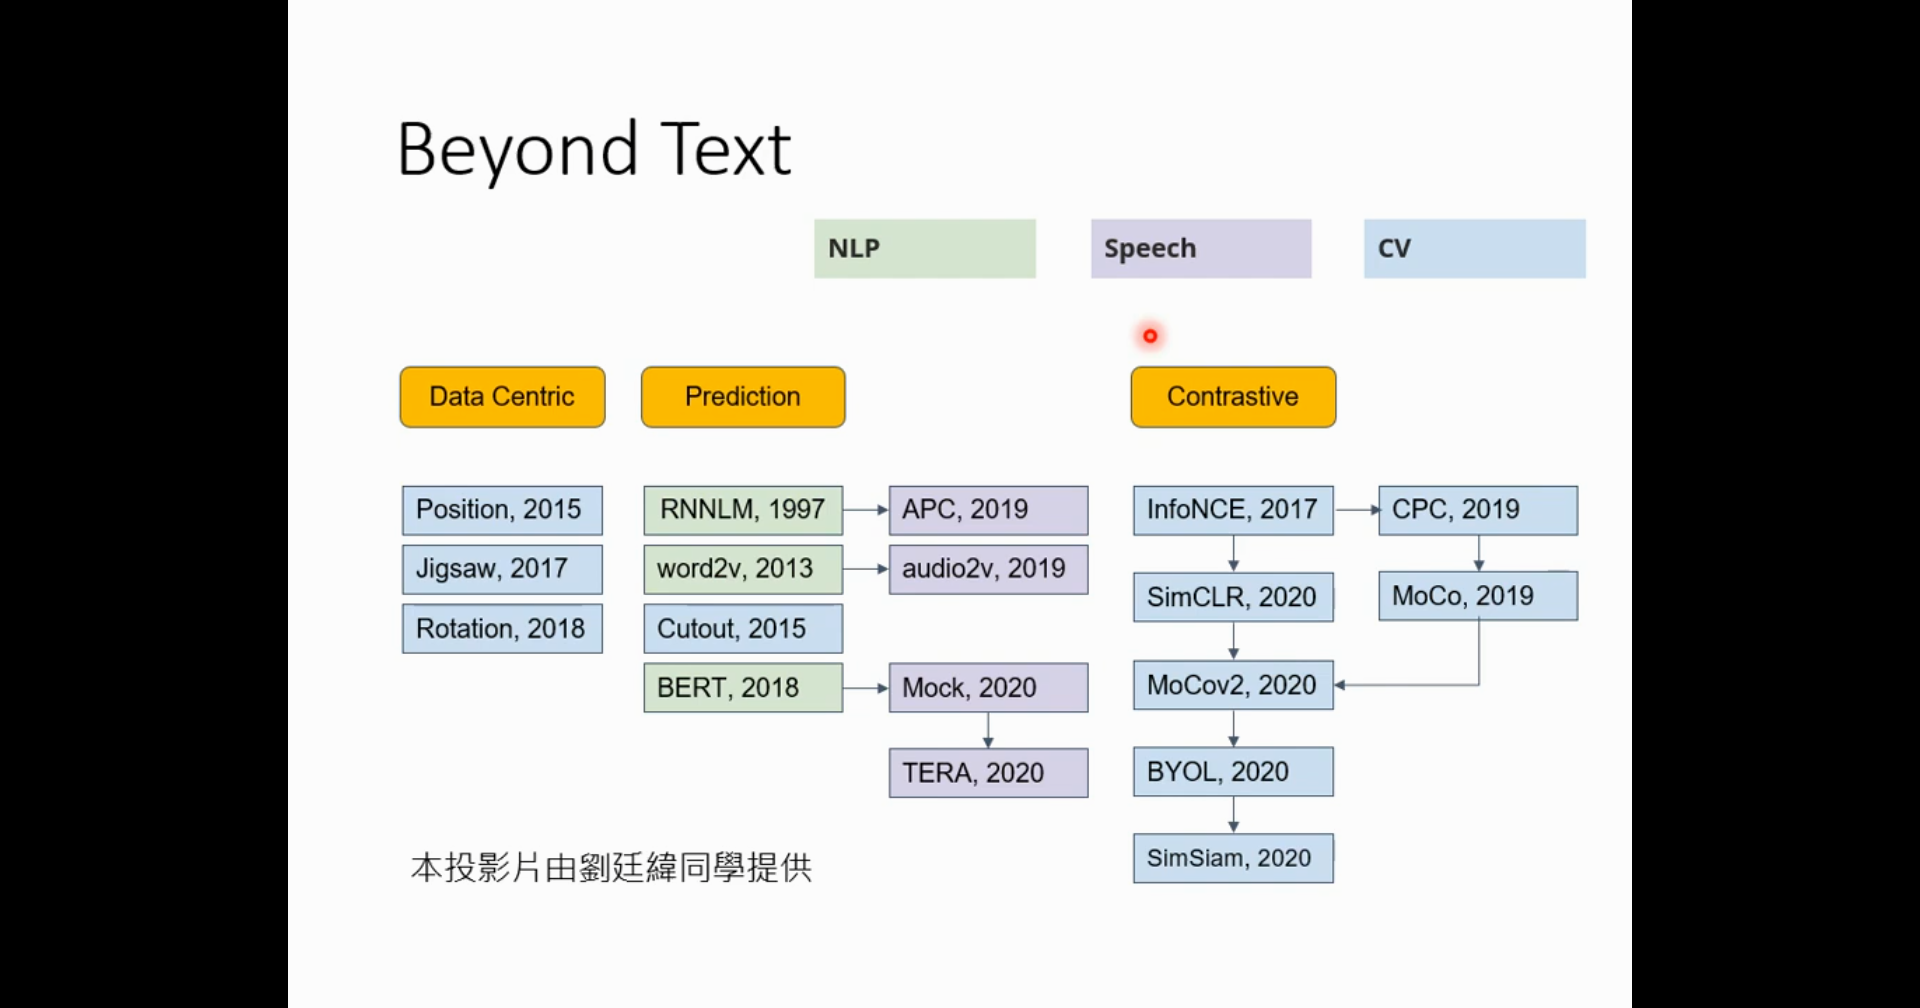 Beyond Text
NLP
Speech
CV
Data Centric
Prediction
Contrastive
Position, 2015
Jigsaw, 2017
Rotation, 2018
RNNLM, 1997
word2v, 2013
Cutout, 2015
BERT, 2018
APC, 2019
audio2v, 2019
Mock, 2020
TERA, 2020
InfoNCE, 2017
SimCLR, 2020
MoCov2, 2020
BYOL, 2020
SimSiam, 2020
CPC, 2019
MoCo, 2019
本投影片由劉廷緯同學提供